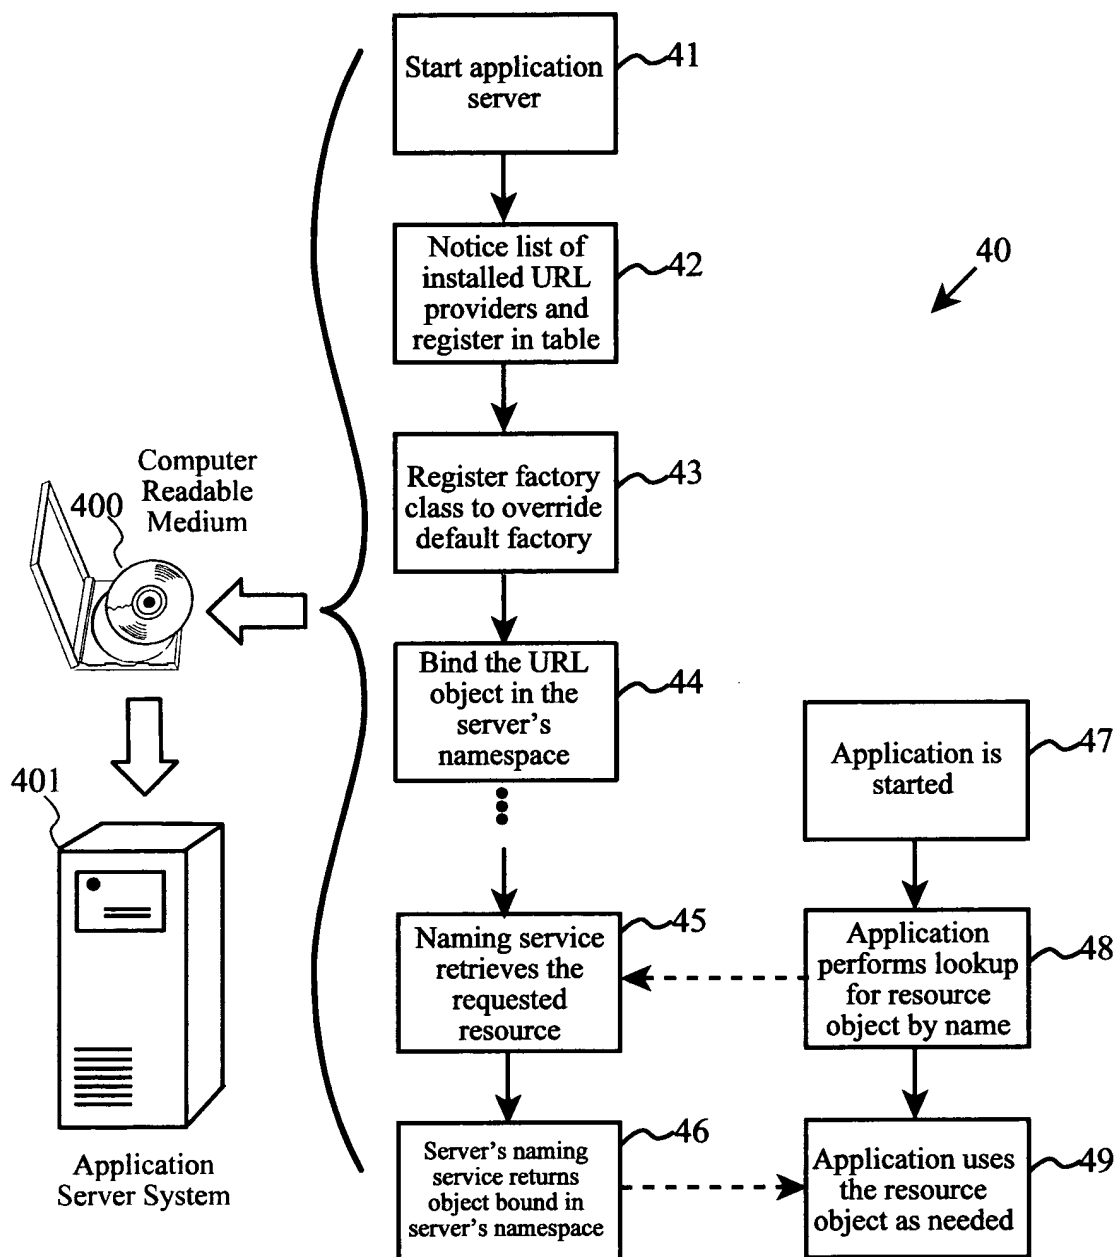 Start application
server
41
Notice list of
installed URL
providers and
register in table
42
40
Register factory
class to override
default factory
43
Computer
Readable
Medium
400
Bind the URL
object in the
server's
namespace
44
Application is
started
47
401
Naming service
retrieves the
requested
resource
45
Application
performs lookup
for resource
object by name
48
Server's naming
service returns
object bound in
server's namespace
46
Application uses
the resource
object as needed
49
Application
Server System